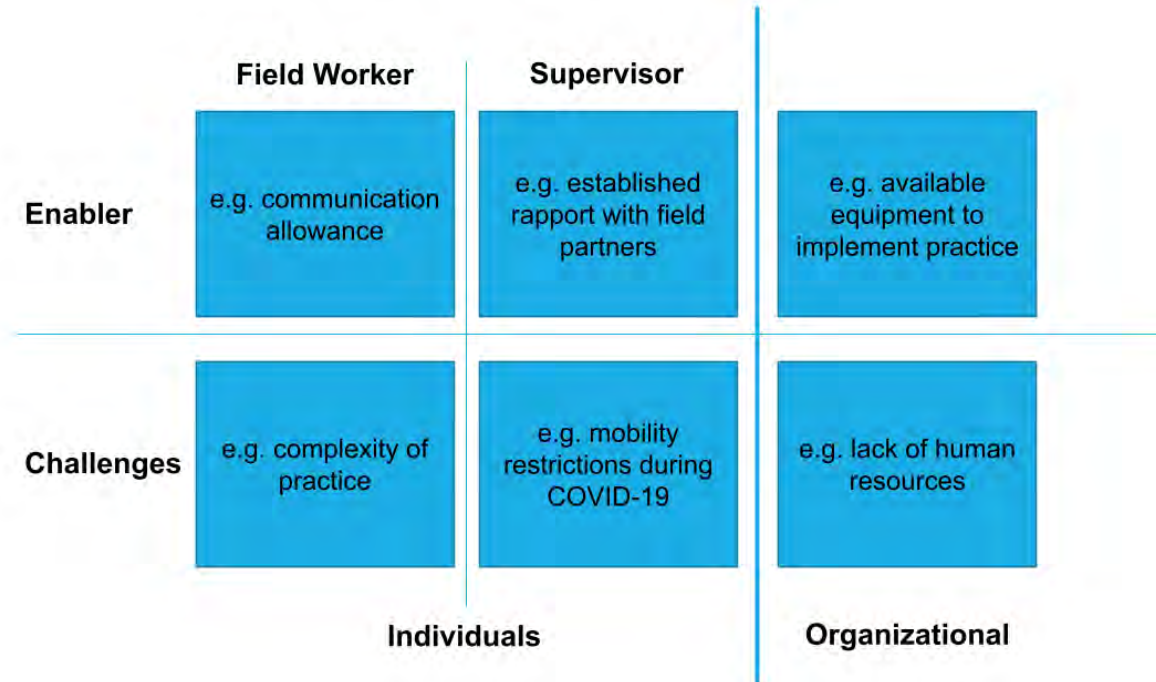 Field Worker
Supervisor
Enabler
e.g. communication
allowance
e.g. established
rapport with field
partners
e.g. available
equipment to
implement practice
Challenges
e.g. complexity of
practice
e.g. mobility
restrictions during
COVID-19
e.g. lack of human
resources
Individuals
Organizational